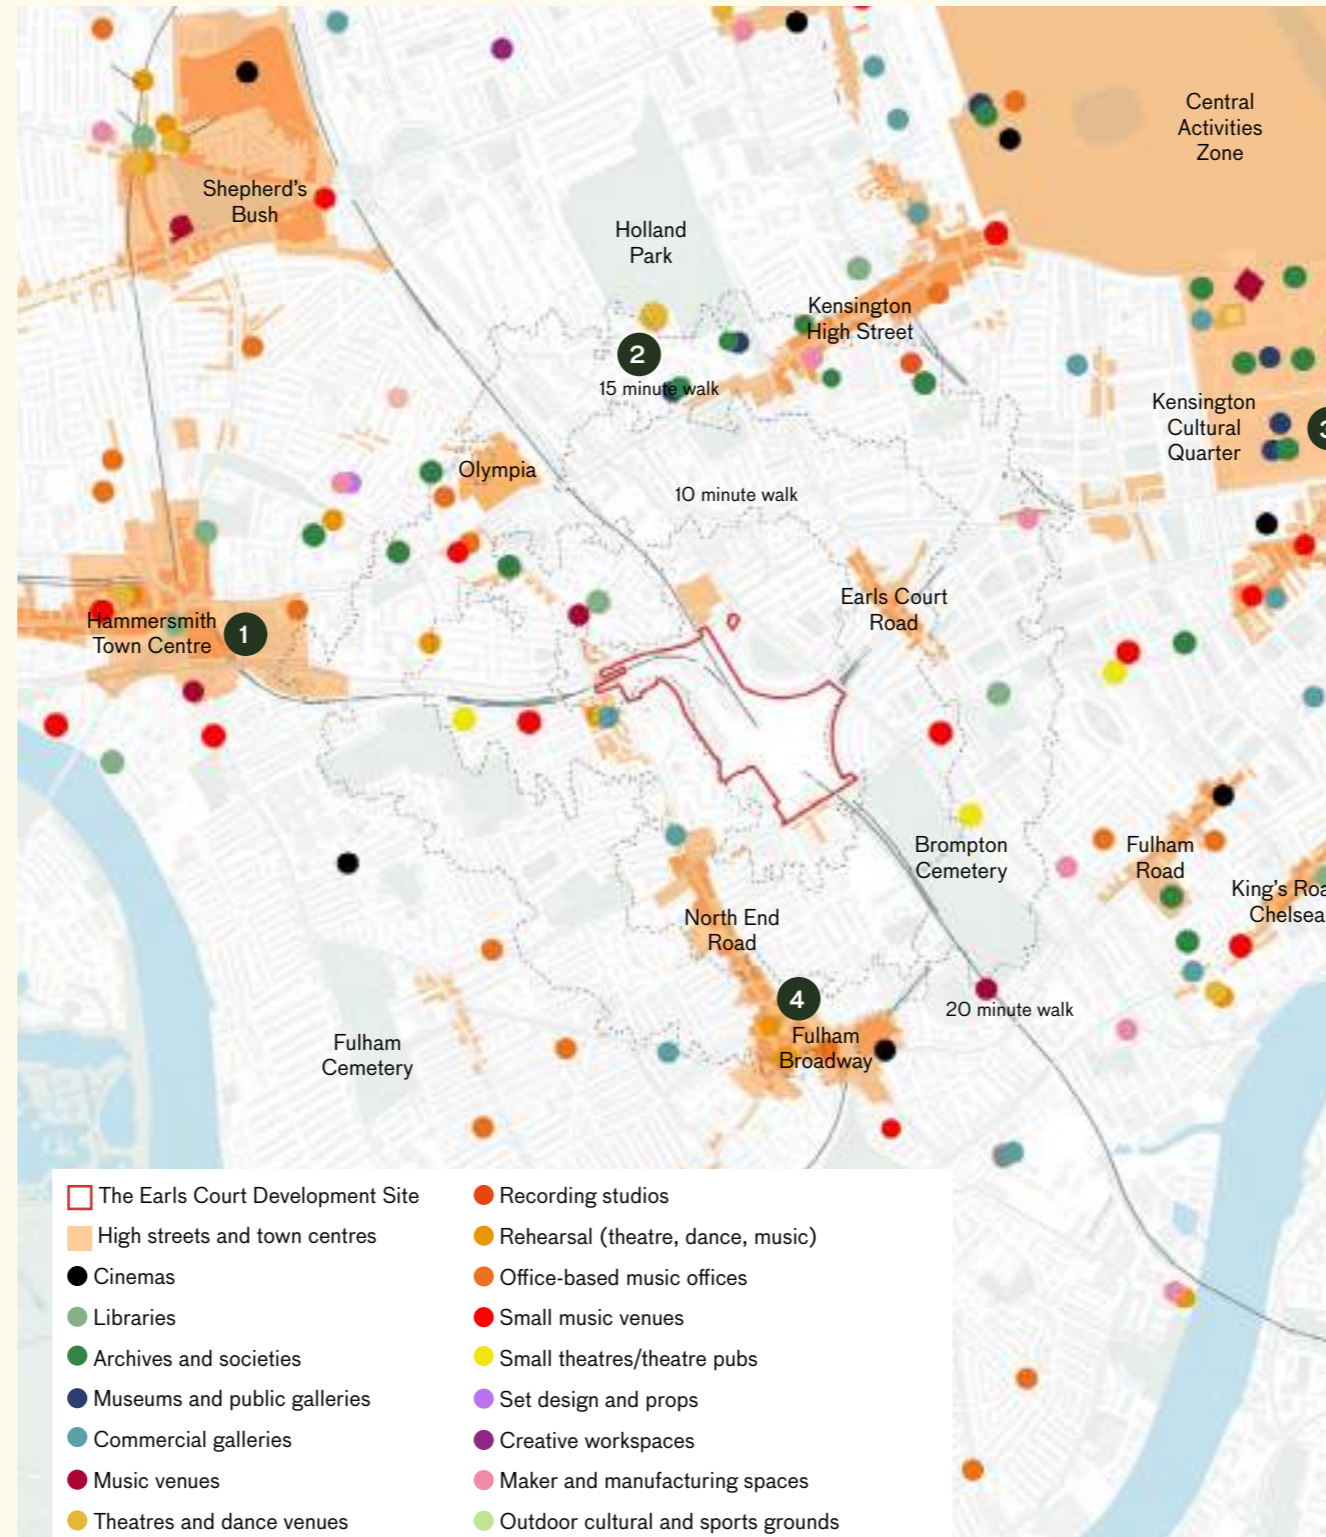 Central
Activities
Zone
Shepherd's
Bush
Holland
Park
Kensington
High Street
2
15 minute walk
Kensington
Cultural
Quarter
3
Olympia
10 minute walk
Earls Court
Road
Hammersmith
Town Centre
1
Brompton
Cemetery
Fulham
Road
King's Roa
Chelsea
North End
Road
4
20 minute walk
Fulham
Broadway
Fulham
Cemetery
The Earls Court Development Site
High streets and town centres
Cinemas
Libraries
Archives and societies
Museums and public galleries
Commercial galleries
Music venues
Theatres and dance venues
Recording studios
Rehearsal (theatre, dance, music)
Office-based music offices
Small music venues
Small theatres/theatre pubs
Set design and props
Creative workspaces
Maker and manufacturing spaces
Outdoor cultural and sports grounds